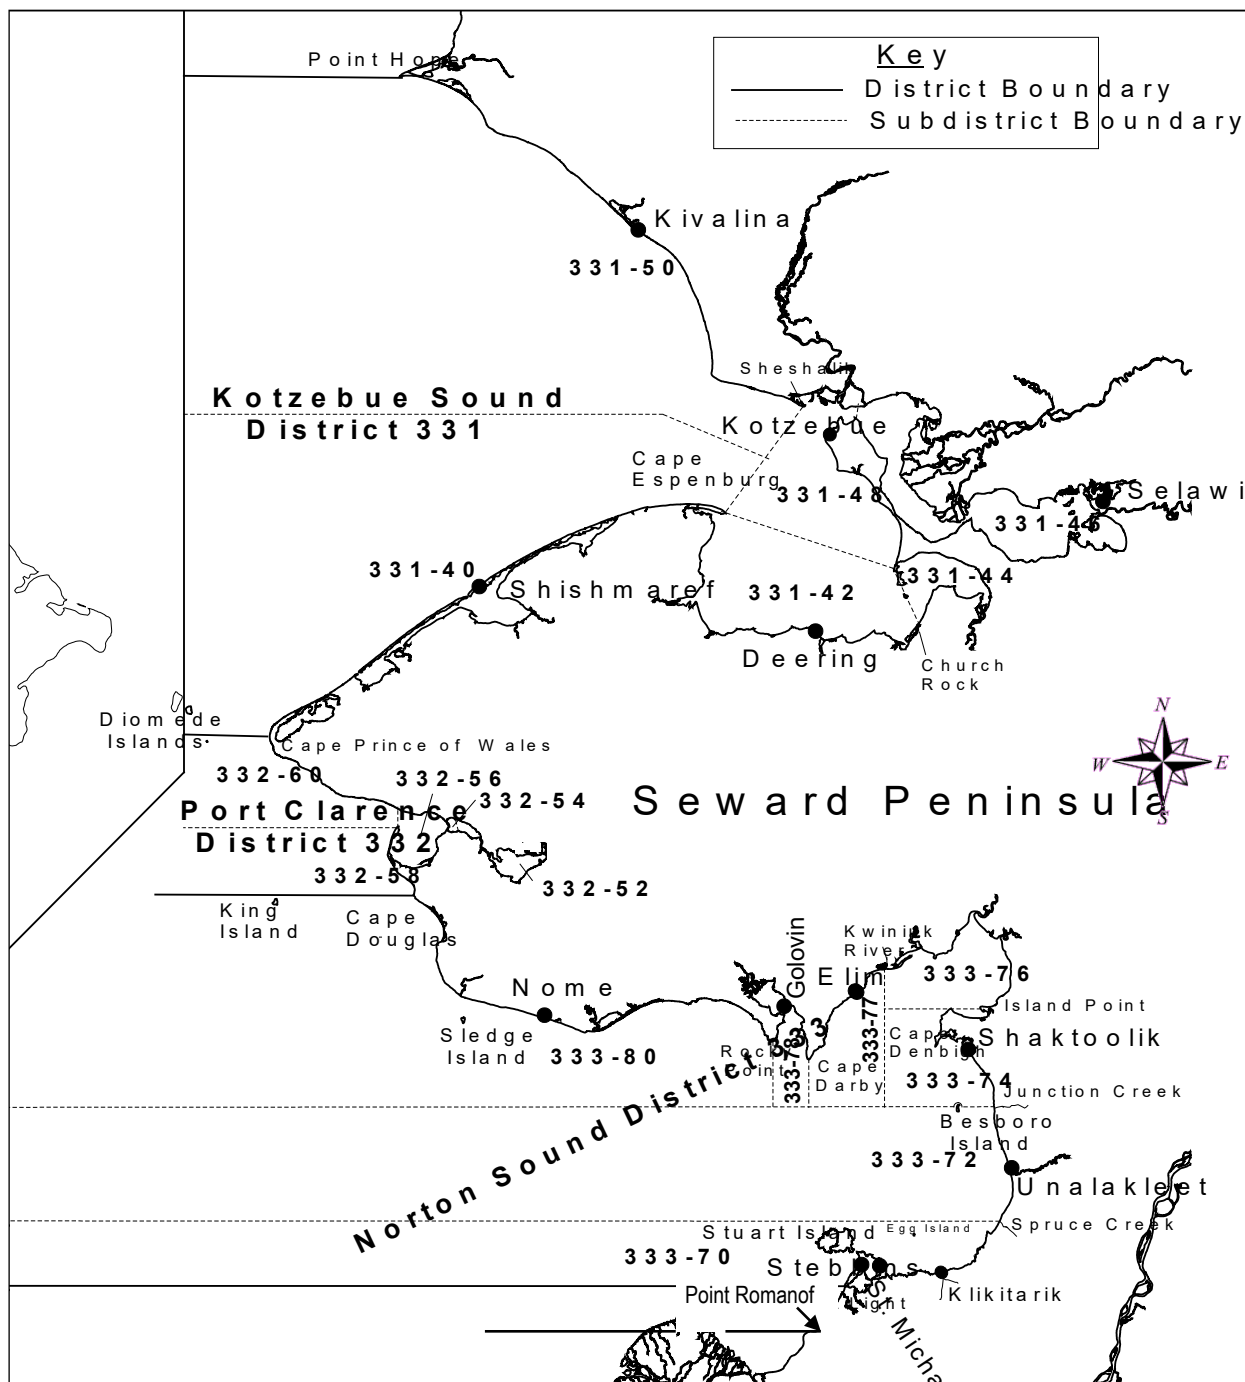 Point Hope
Key
District Boundary
Subdistrict Boundary
Kivalina
331-50
Sheshalik
Kotzebue Sound
District 331
Kotzebue
Cape
Espenburg
331-48
Selawi
331-46
331-40
Shishmaref
331-42
331-44
Deering
Church
Rock
Diomede
Islands
Cape Prince of Wales
332-60
332-56
332-54
Port Clarence
District 332
Seward Peninsula
N
W
E
S
332-58
332-52
King
Island
Cape
Douglas
Kwiniuk
River
Golovin
Elim
333-76
Nome
Island Point
Sledge
Island
333-80
Rocky
Point
333-78
Cape
Darby
333-77
Cape
Denbigh
Shaktoolik
333-74
Junction Creek
Norton Sound District 333
Besboro
Island
333-72
Unalakleet
Stuart Island
Egg Island
Spruce Creek
333-70
Stebbins
Klikitarik
Point Romanof
St. Micha